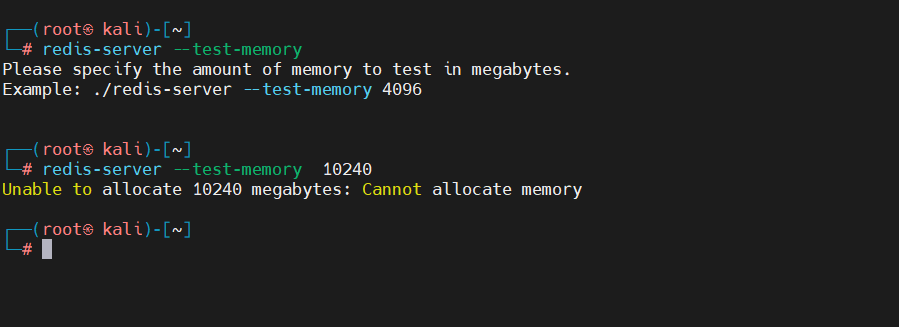 ┌──(root㉿ kali)-[~]
└─# redis-server --test-memory
Please specify the amount of memory to test in megabytes.
Example: ./redis-server --test-memory 4096
┌──(root㉿ kali)-[~]
└─# redis-server --test-memory  10240
Unable to allocate 10240 megabytes: Cannot allocate memory
┌──(root㉿ kali)-[~]
└─#